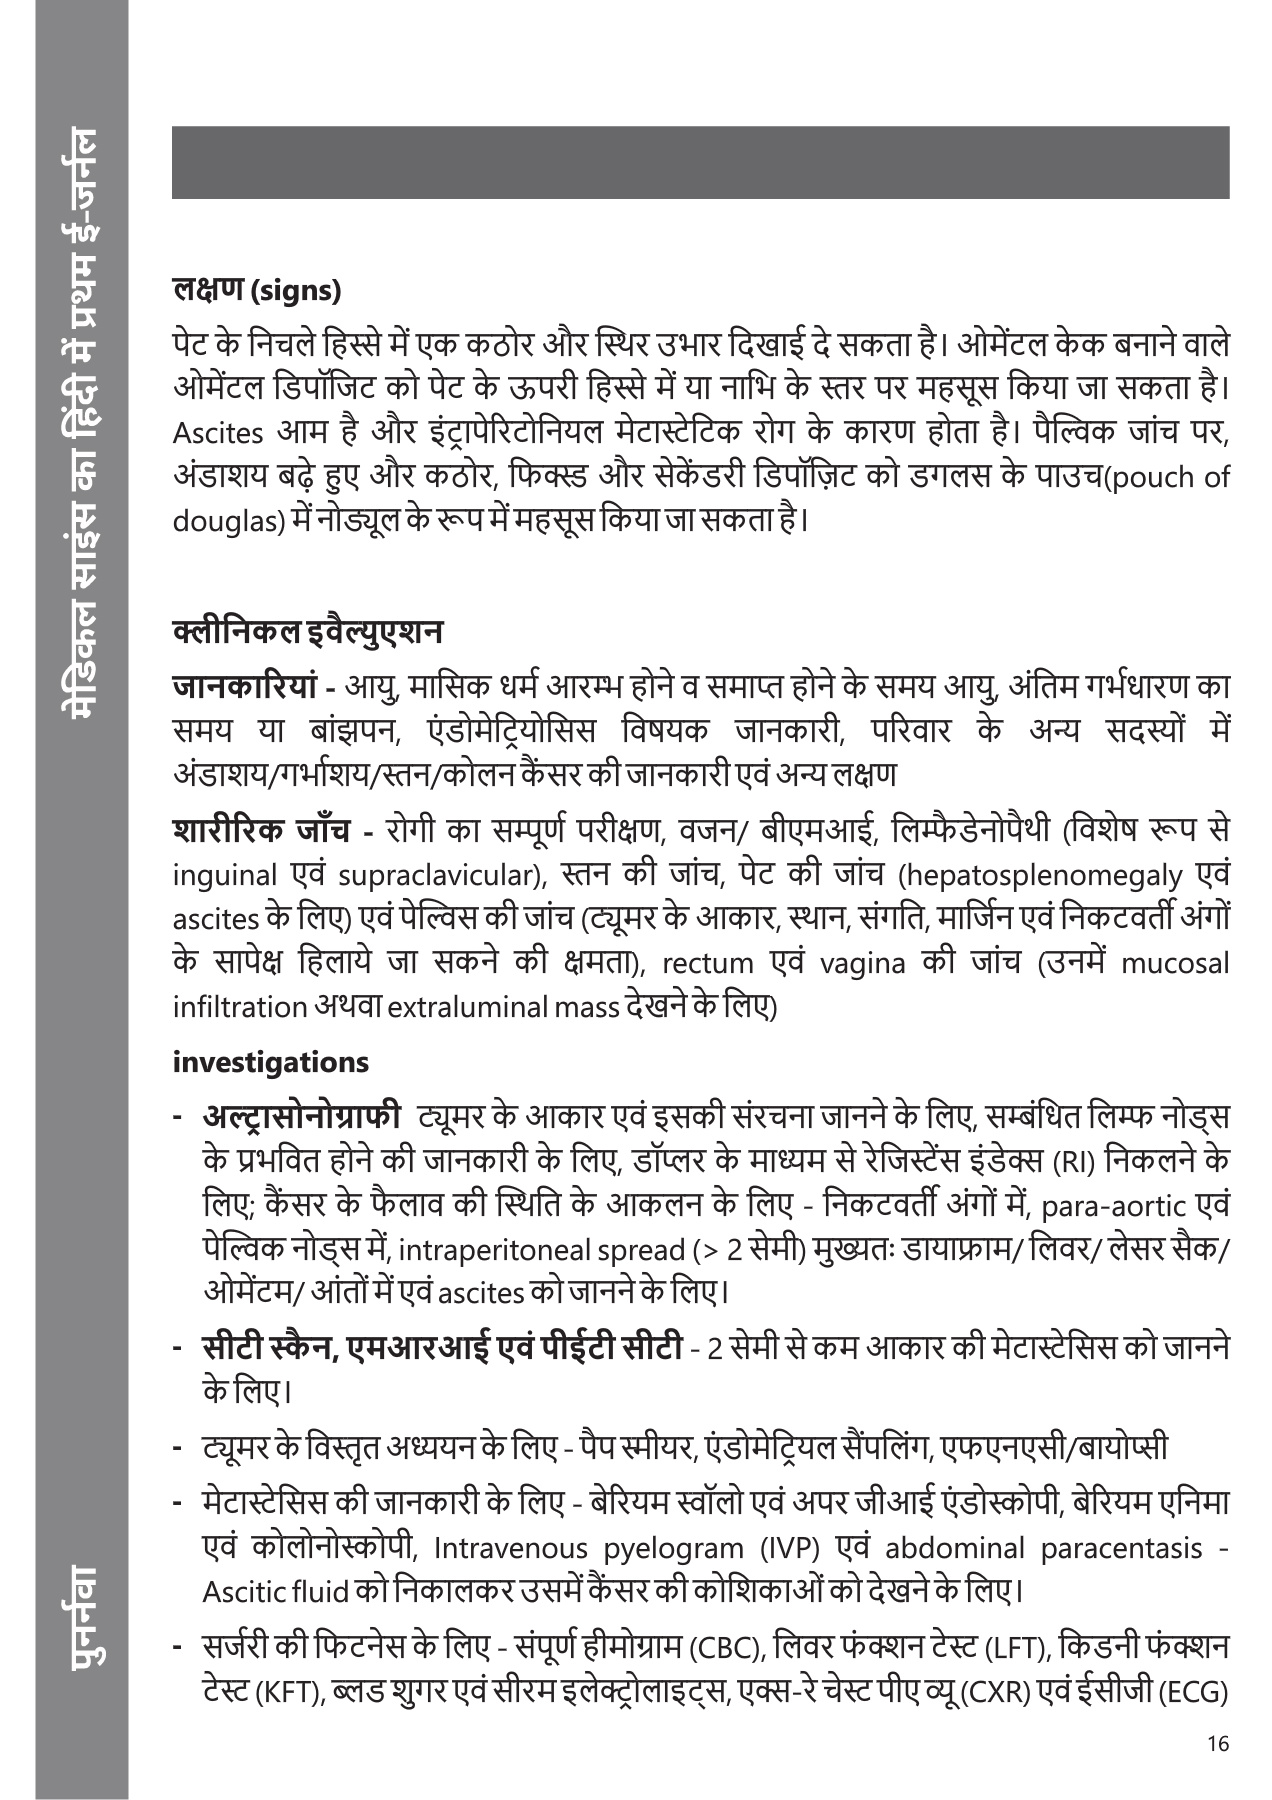 मेडिकल साइंस का हिंदी में प्रथम ई-जर्नल
पुनर्नवा
लक्षण (signs)
पेट के निचले हिस्से में एक कठोर और स्थिर उभार दिखाई दे सकता है। ओमेंटल केक बनाने वाले
ओमेंटल डिपॉजिट को पेट के ऊपरी हिस्से में या नाभि के स्तर पर महसूस किया जा सकता है।
Ascites आम है और इंट्रापेरिटोनियल मेटास्टेटिक रोग के कारण होता है। पैल्विक जांच पर,
अंडाशय बढ़े हुए और कठोर, फिक्स्ड और सेकेंडरी डिपॉज़िट को डगलस के पाउच(pouch of
douglas) में नोड्यूल के रूप में महसूस किया जा सकता है।
क्लीनिकल इवैल्युएशन
जानकारियां - आयु, मासिक धर्म आरम्भ होने व समाप्त होने के समय आयु, अंतिम गर्भधारण का
समय या बांझपन, एंडोमेट्रियोसिस विषयक जानकारी, परिवार के अन्य सदस्यों में
अंडाशय/गर्भाशय/स्तन/कोलन कैंसर की जानकारी एवं अन्य लक्षण
शारीरिक जाँच - रोगी का सम्पूर्ण परीक्षण, वजन/ बीएमआई, लिम्फैडेनोपैथी (विशेष रूप से
inguinal एवं supraclavicular), स्तन की जांच, पेट की जांच (hepatosplenomegaly एवं
ascites के लिए) एवं पेल्विस की जांच (ट्यूमर के आकार, स्थान, संगति, मार्जिन एवं निकटवर्ती अंगों
के सापेक्ष हिलाये जा सकने की क्षमता), rectum एवं vagina की जांच (उनमें mucosal
infiltration अथवा extraluminal mass देखने के लिए)
investigations
- अल्ट्रासोनोग्राफी ट्यूमर के आकार एवं इसकी संरचना जानने के लिए, सम्बंधित लिम्फ नोड्स
के प्रभवित होने की जानकारी के लिए, डॉप्लर के माध्यम से रेजिस्टेंस इंडेक्स (RI) निकलने के
लिए; कैंसर के फैलाव की स्थिति के आकलन के लिए - निकटवर्ती अंगों में, para-aortic एवं
पेल्विक नोड्स में, intraperitoneal spread (> 2 सेमी) मुख्यतः डायाफ्राम/ लिवर/ लेसर सैक/
ओमेंटम/ आंतों में एवं ascites को जानने के लिए।
- सीटी स्कैन, एमआरआई एवं पीईटी सीटी - 2 सेमी से कम आकार की मेटास्टेसिस को जानने
के लिए।
- ट्यूमर के विस्तृत अध्ययन के लिए - पैप स्मीयर, एंडोमेट्रियल सैंपलिंग, एफएनएसी/बायोप्सी
- मेटास्टेसिस की जानकारी के लिए - बेरियम स्वॉलो एवं अपर जीआई एंडोस्कोपी, बेरियम एनिमा
एवं कोलोनोस्कोपी, Intravenous pyelogram (IVP) एवं abdominal paracentasis -
Ascitic fluid को निकालकर उसमें कैंसर की कोशिकाओं को देखने के लिए।
- सर्जरी की फिटनेस के लिए - संपूर्ण हीमोग्राम (CBC), लिवर फंक्शन टेस्ट (LFT), किडनी फंक्शन
टेस्ट (KFT), ब्लड शुगर एवं सीरम इलेक्ट्रोलाइट्स, एक्स-रे चेस्ट पीए व्यू (CXR) एवं ईसीजी (ECG)
16